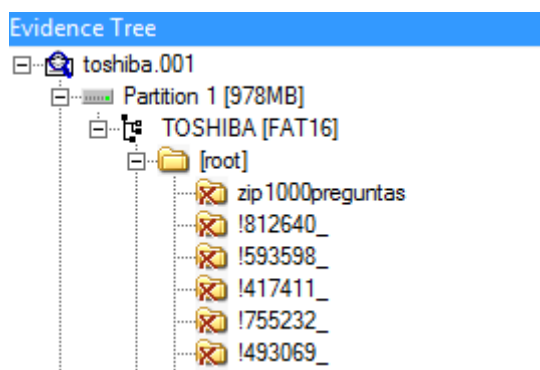 Evidence Tree
toshiba.001
Partition 1 [978MB]
TOSHIBA [FAT16]
[root]
zip1000preguntas
!812640_
!593598_
!417411_
!755232_
!493069_